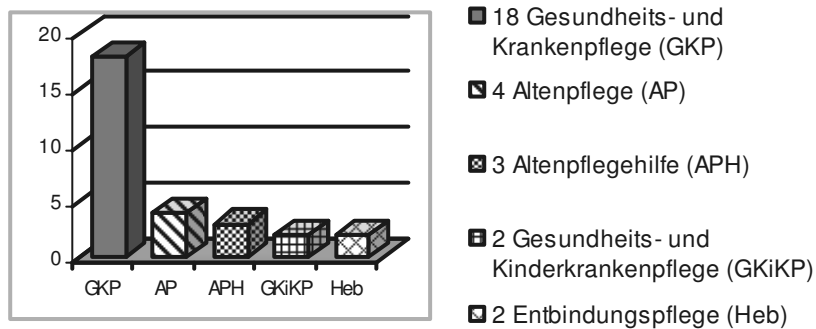 20
15
10
5
0
GKP AP APH GKiKP Heb
18 Gesundheits- und
Krankenpflege (GKP)
4 Altenpflege (AP)
3 Altenpflegehilfe (APH)
2 Gesundheits- und
Kinderkrankenpflege (GKiKP)
2 Entbindungspflege (Heb)